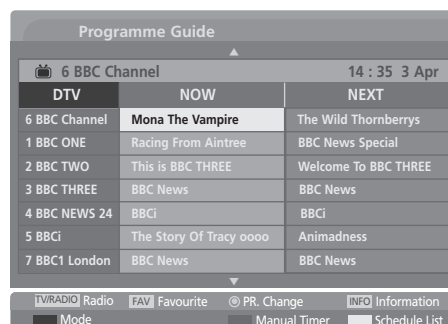 Programme Guide
6 BBC Channel 14 : 35 3 Apr
DTV NOW NEXT
6 BBC Channel Mona The Vampire The Wild Thornberrys
1 BBC ONE Racing From Aintree BBC News Special
2 BBC TWO This is BBC THREE Welcome To BBC THREE
3 BBC THREE BBC News BBC News
4 BBC NEWS 24 BBCi BBCi
5 BBCi The Story Of Tracy oooo Animadness
7 BBC1 London BBC News BBC News
TV/RADIO Radio FAV Favourite PR. Change INFO Information
Mode Manual Timer Schedule List